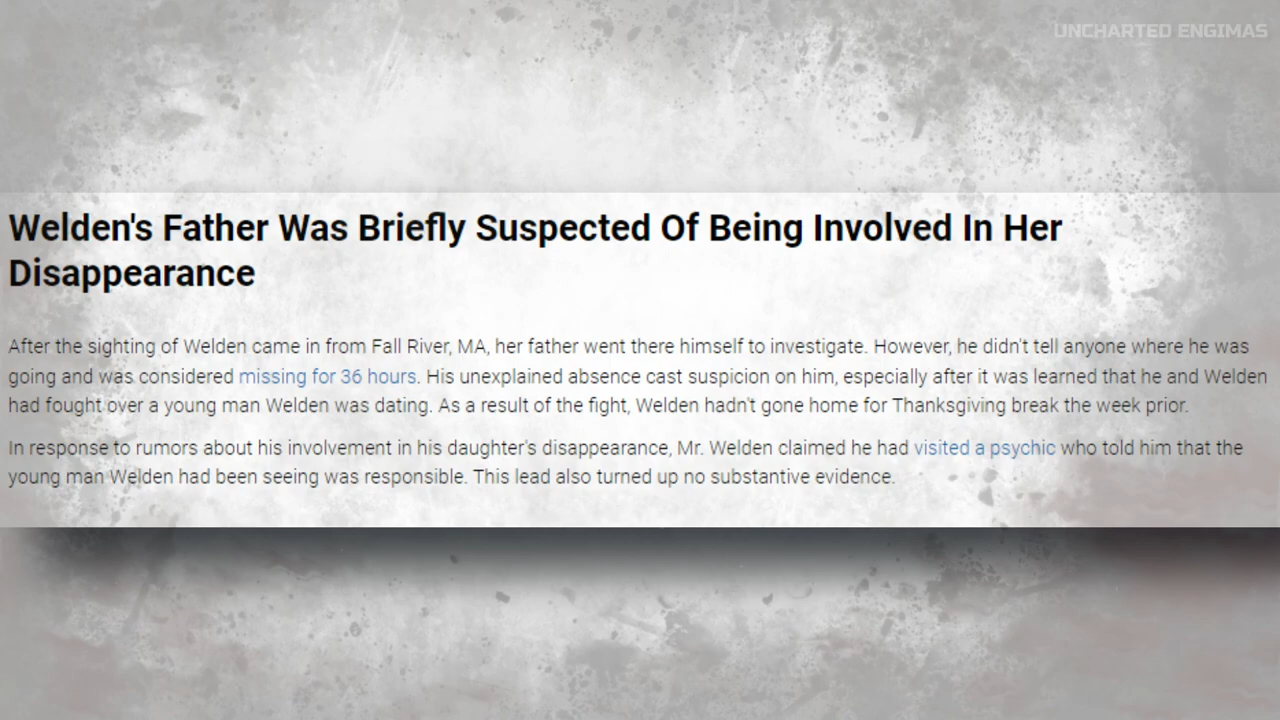 UNCHARTED ENGIMAS
Welden's Father Was Briefly Suspected Of Being Involved In Her
Disappearance
After the sighting of Welden came in from Fall River, MA, her father went there himself to investigate. However, he didn't tell anyone where he was
going and was considered missing for 36 hours. His unexplained absence cast suspicion on him, especially after it was learned that he and Welden
had fought over a young man Welden was dating. As a result of the fight, Welden hadn't gone home for Thanksgiving break the week prior.
In response to rumors about his involvement in his daughter's disappearance, Mr. Welden claimed he had visited a psychic who told him that the
young man Welden had been seeing was responsible. This lead also turned up no substantive evidence.